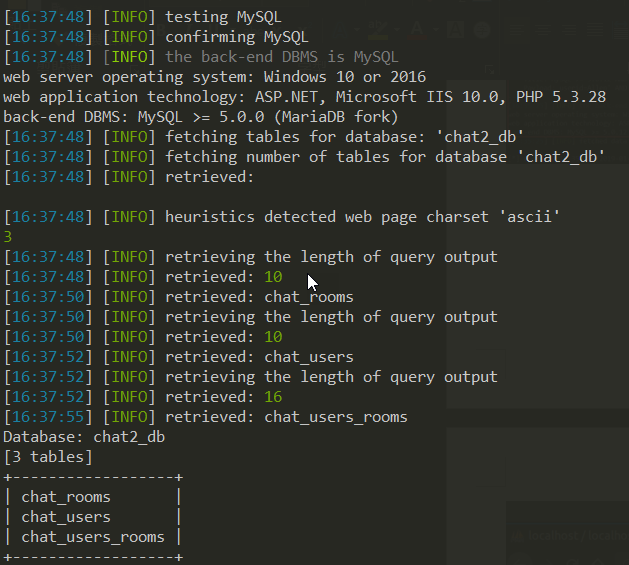 [16:37:48] [INFO] testing MySQL
[16:37:48] [INFO] confirming MySQL
[16:37:48] [INFO] the back-end DBMS is MySQL
web server operating system: Windows 10 or 2016
web application technology: ASP.NET, Microsoft IIS 10.0, PHP 5.3.28
back-end DBMS: MySQL >= 5.0.0 (MariaDB fork)
[16:37:48] [INFO] fetching tables for database: 'chat2_db'
[16:37:48] [INFO] fetching number of tables for database 'chat2_db'
[16:37:48] [INFO] retrieved:
[16:37:48] [INFO] heuristics detected web page charset 'ascii'
3
[16:37:48] [INFO] retrieving the length of query output
[16:37:48] [INFO] retrieved: 10
[16:37:50] [INFO] retrieved: chat_rooms
[16:37:50] [INFO] retrieving the length of query output
[16:37:50] [INFO] retrieved: 10
[16:37:52] [INFO] retrieved: chat_users
[16:37:52] [INFO] retrieving the length of query output
[16:37:52] [INFO] retrieved: 16
[16:37:55] [INFO] retrieved: chat_users_rooms
Database: chat2_db
[3 tables]
+------------------+
| chat_rooms       |
| chat_users       |
| chat_users_rooms |
+------------------+